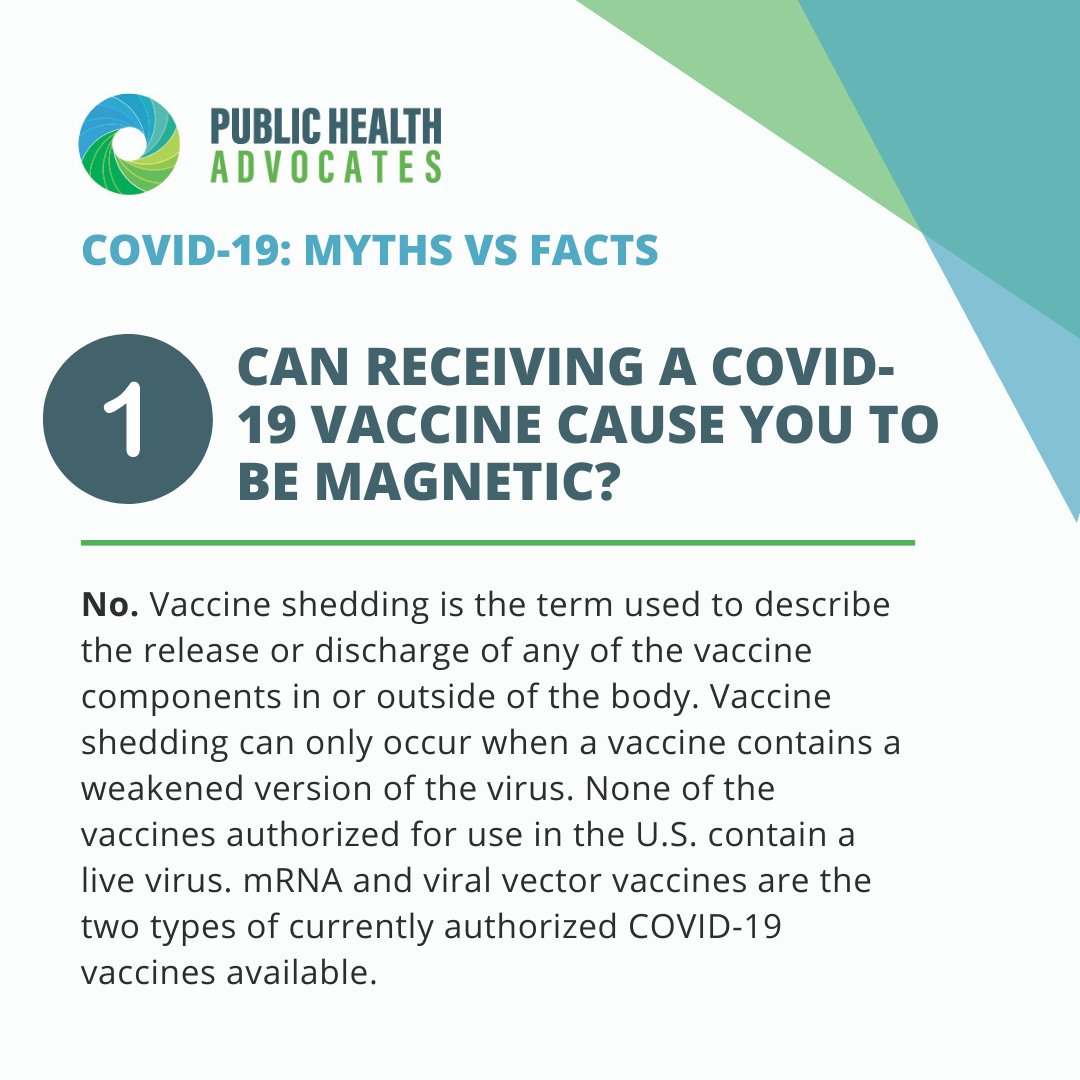 PUBLIC HEALTH
ADVOCATES
COVID-19: MYTHS VS FACTS
1
CAN RECEIVING A COVID-
19 VACCINE CAUSE YOU TO
BE MAGNETIC?
No. Vaccine shedding is the term used to describe
the release or discharge of any of the vaccine
components in or outside of the body. Vaccine
shedding can only occur when a vaccine contains a
weakened version of the virus. None of the
vaccines authorized for use in the U.S. contain a
live virus. mRNA and viral vector vaccines are the
two types of currently authorized COVID-19
vaccines available.